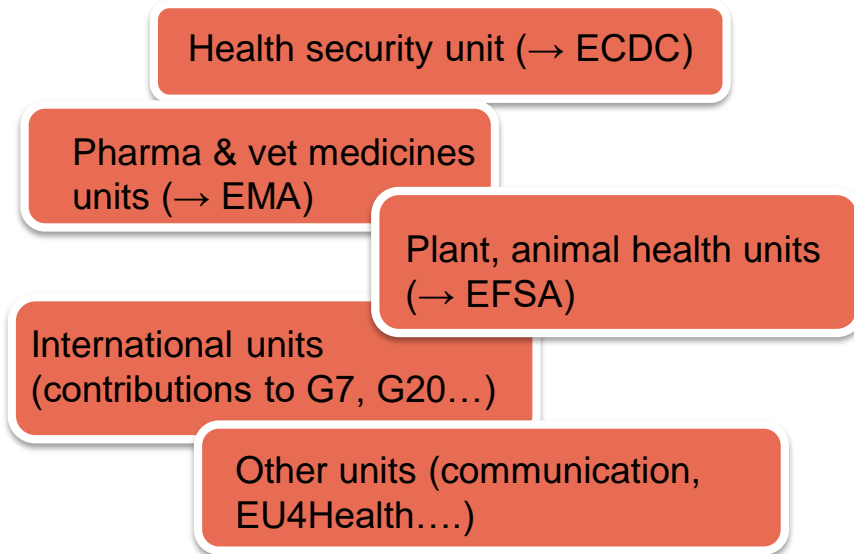 Health security unit (→ ECDC)
Pharma & vet medicines
units (→ EMA)
Plant, animal health units
(→ EFSA)
International units
(contributions to G7, G20…)
Other units (communication,
EU4Health….)